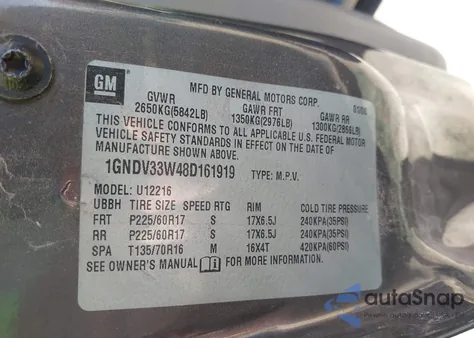 GM
MFD BY GENERAL MOTORS CORP. 01/08
GVWR GAWR FRT GAWR RR
2650KG(5842LB) 1350KG(2976LB) 1300KG(2866LB)
THIS VEHICLE CONFORMS TO ALL APPLICABLE U.S. FEDERAL MOTOR
VEHICLE SAFETY STANDARDS IN EFFECT ON THE DATE OF
MANUFACTURE SHOWN ABOVE.
1GNDV33W48D161919 TYPE: M.P.V.
MODEL: U12216
UBBH TIRE SIZE SPEED RTG RIM COLD TIRE PRESSURE
FRT P225/60R17 S 17X6.5J 240KPA(35PSI)
RR P225/60R17 S 17X6.5J 240KPA(35PSI)
SPA T135/70R16 M 16X4T 420KPA(60PSI)
SEE OWNER'S MANUAL FOR MORE INFORMATION
autoSnap